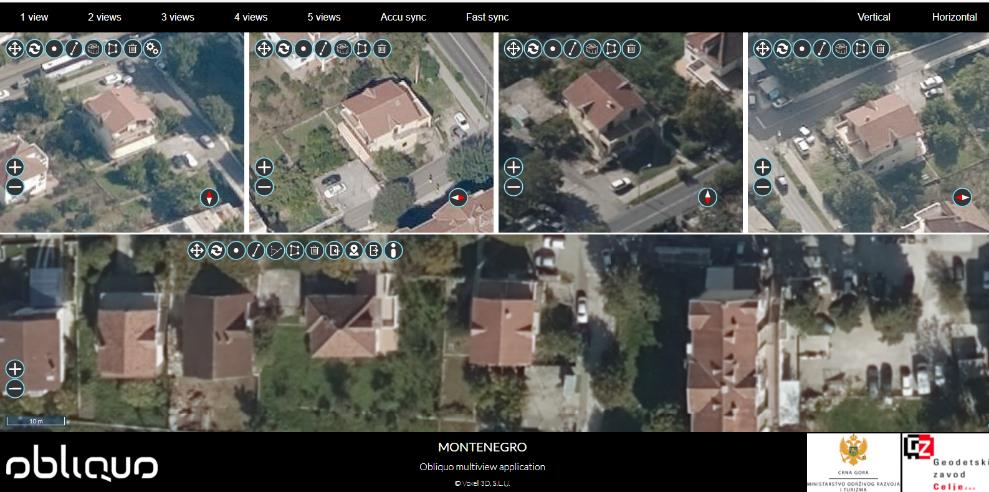 1 view 2 views 3 views 4 views 5 views Accu sync Fast sync Vertical Horizontal
10 m
obliquo
MONTENEGRO
Obliquo multiview application
© Voxel 3D, S.L.U.
CRNA GORA
MINISTARSTVO ODRŽIVOG RAZVOJA
I TURIZMA
Geodetski
zavod
Celje d.o.o.